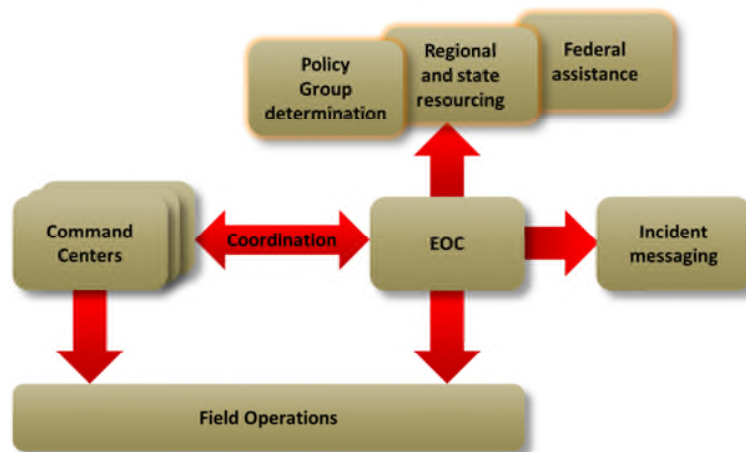 Policy
Group
determination
Regional
and state
resourcing
Federal
assistance
Command
Centers
Coordination
EOC
Incident
messaging
Field Operations